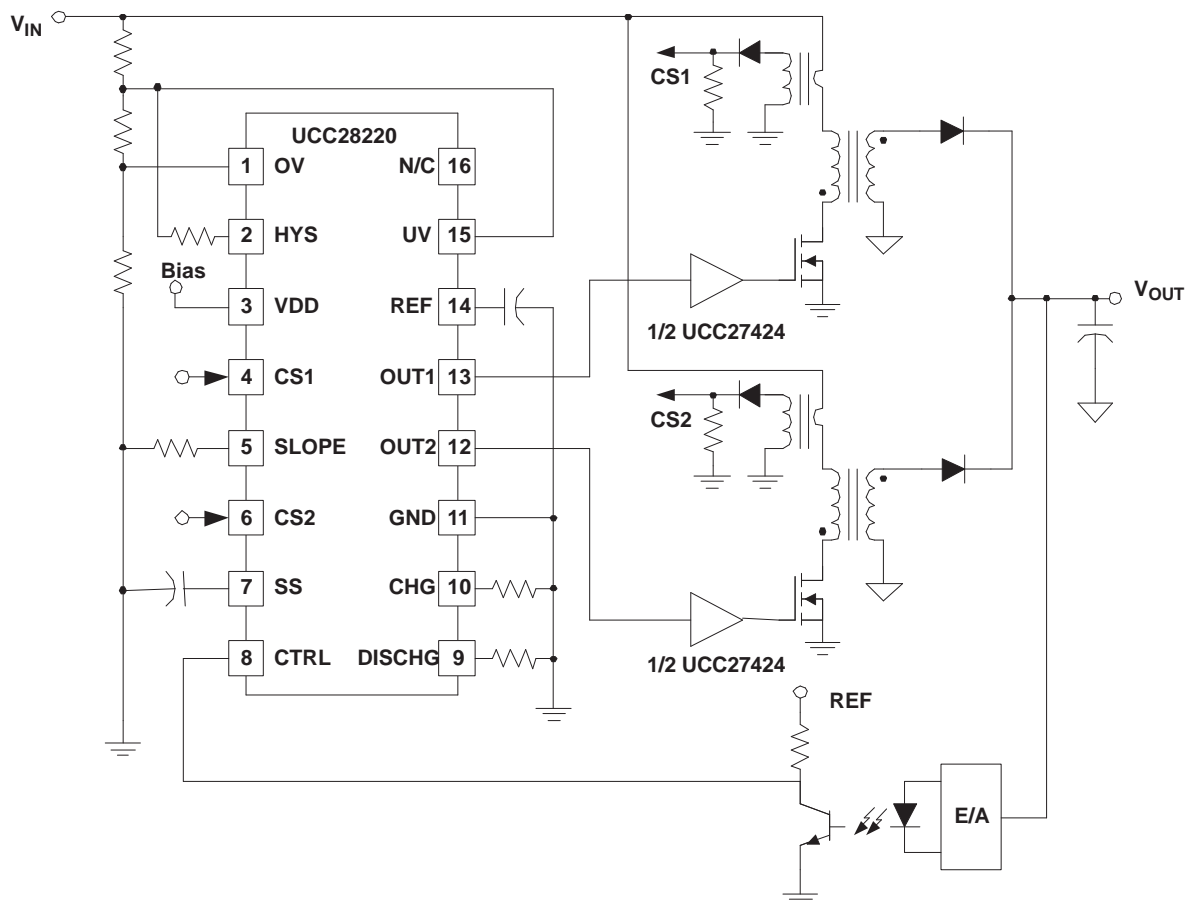 VIN
CS1
UCC28220
1 OV N/C 16
2 HYS UV 15
Bias
3 VDD REF 14
1/2 UCC27424
VOUT
4 CS1 OUT1 13
CS2
5 SLOPE OUT2 12
6 CS2 GND 11
7 SS CHG 10
8 CTRL DISCHG 9
1/2 UCC27424
REF
E/A